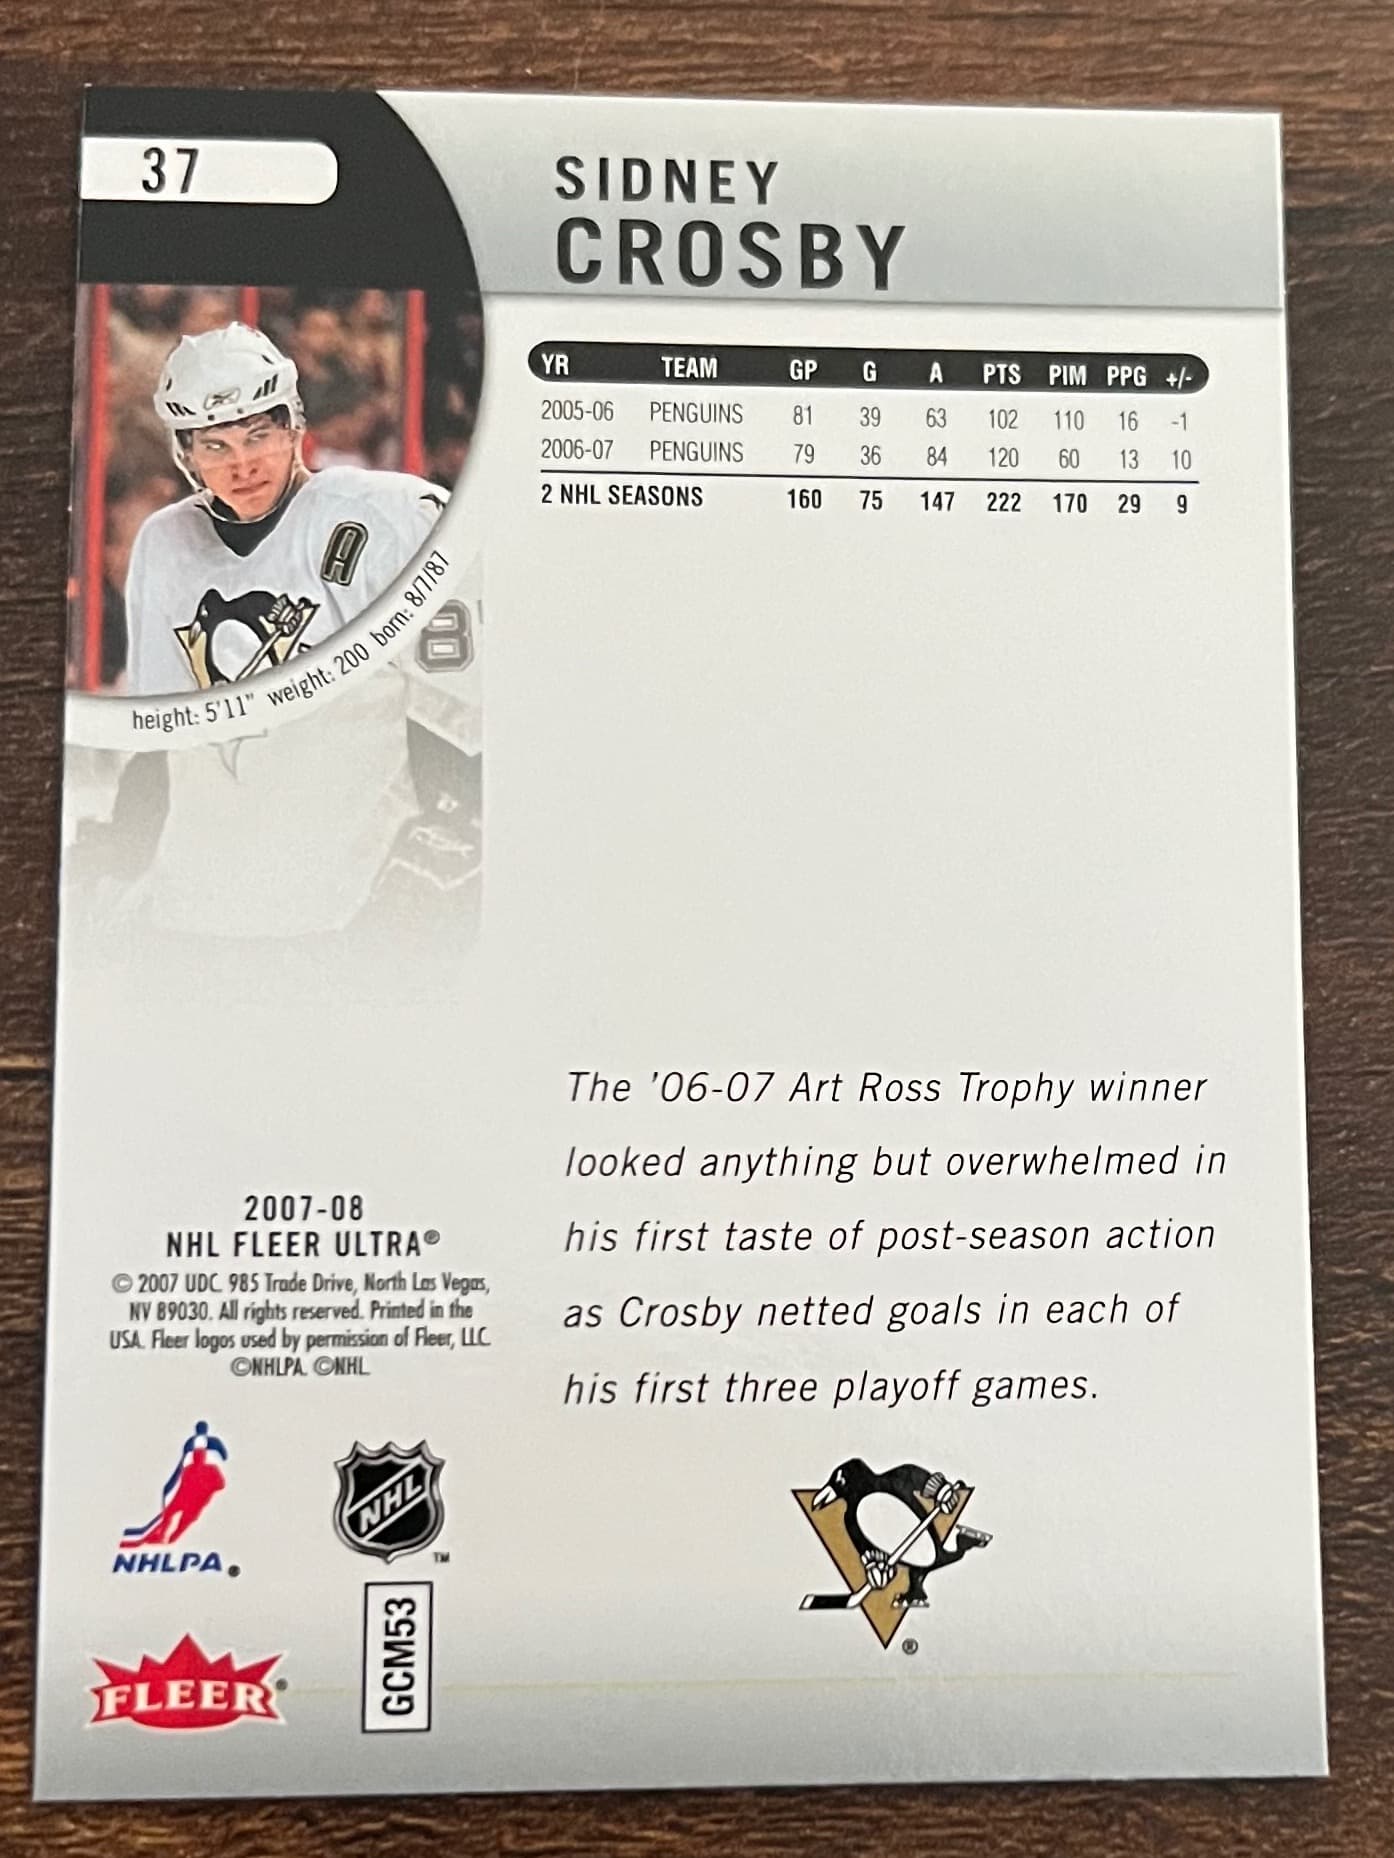 37
SIDNEY
CROSBY
YR TEAM GP G A PTS PIM PPG +/-
2005-06 PENGUINS 81 39 63 102 110 16 -1
2006-07 PENGUINS 79 36 84 120 60 13 10
2 NHL SEASONS 160 75 147 222 170 29 9
A
8
height: 5'11" weight: 200 born: 8/7/87
The '06-07 Art Ross Trophy winner
looked anything but overwhelmed in
his first taste of post-season action
as Crosby netted goals in each of
his first three playoff games.
2007-08
NHL FLEER ULTRA®
© 2007 UDC. 985 Trade Drive, North Las Vegas,
NV 89030. All rights reserved. Printed in the
USA. Fleer logos used by permission of Fleer, LLC.
©NHLPA. ©NHL
NHLPA®
NHL TM
®
FLEER®
GCM53